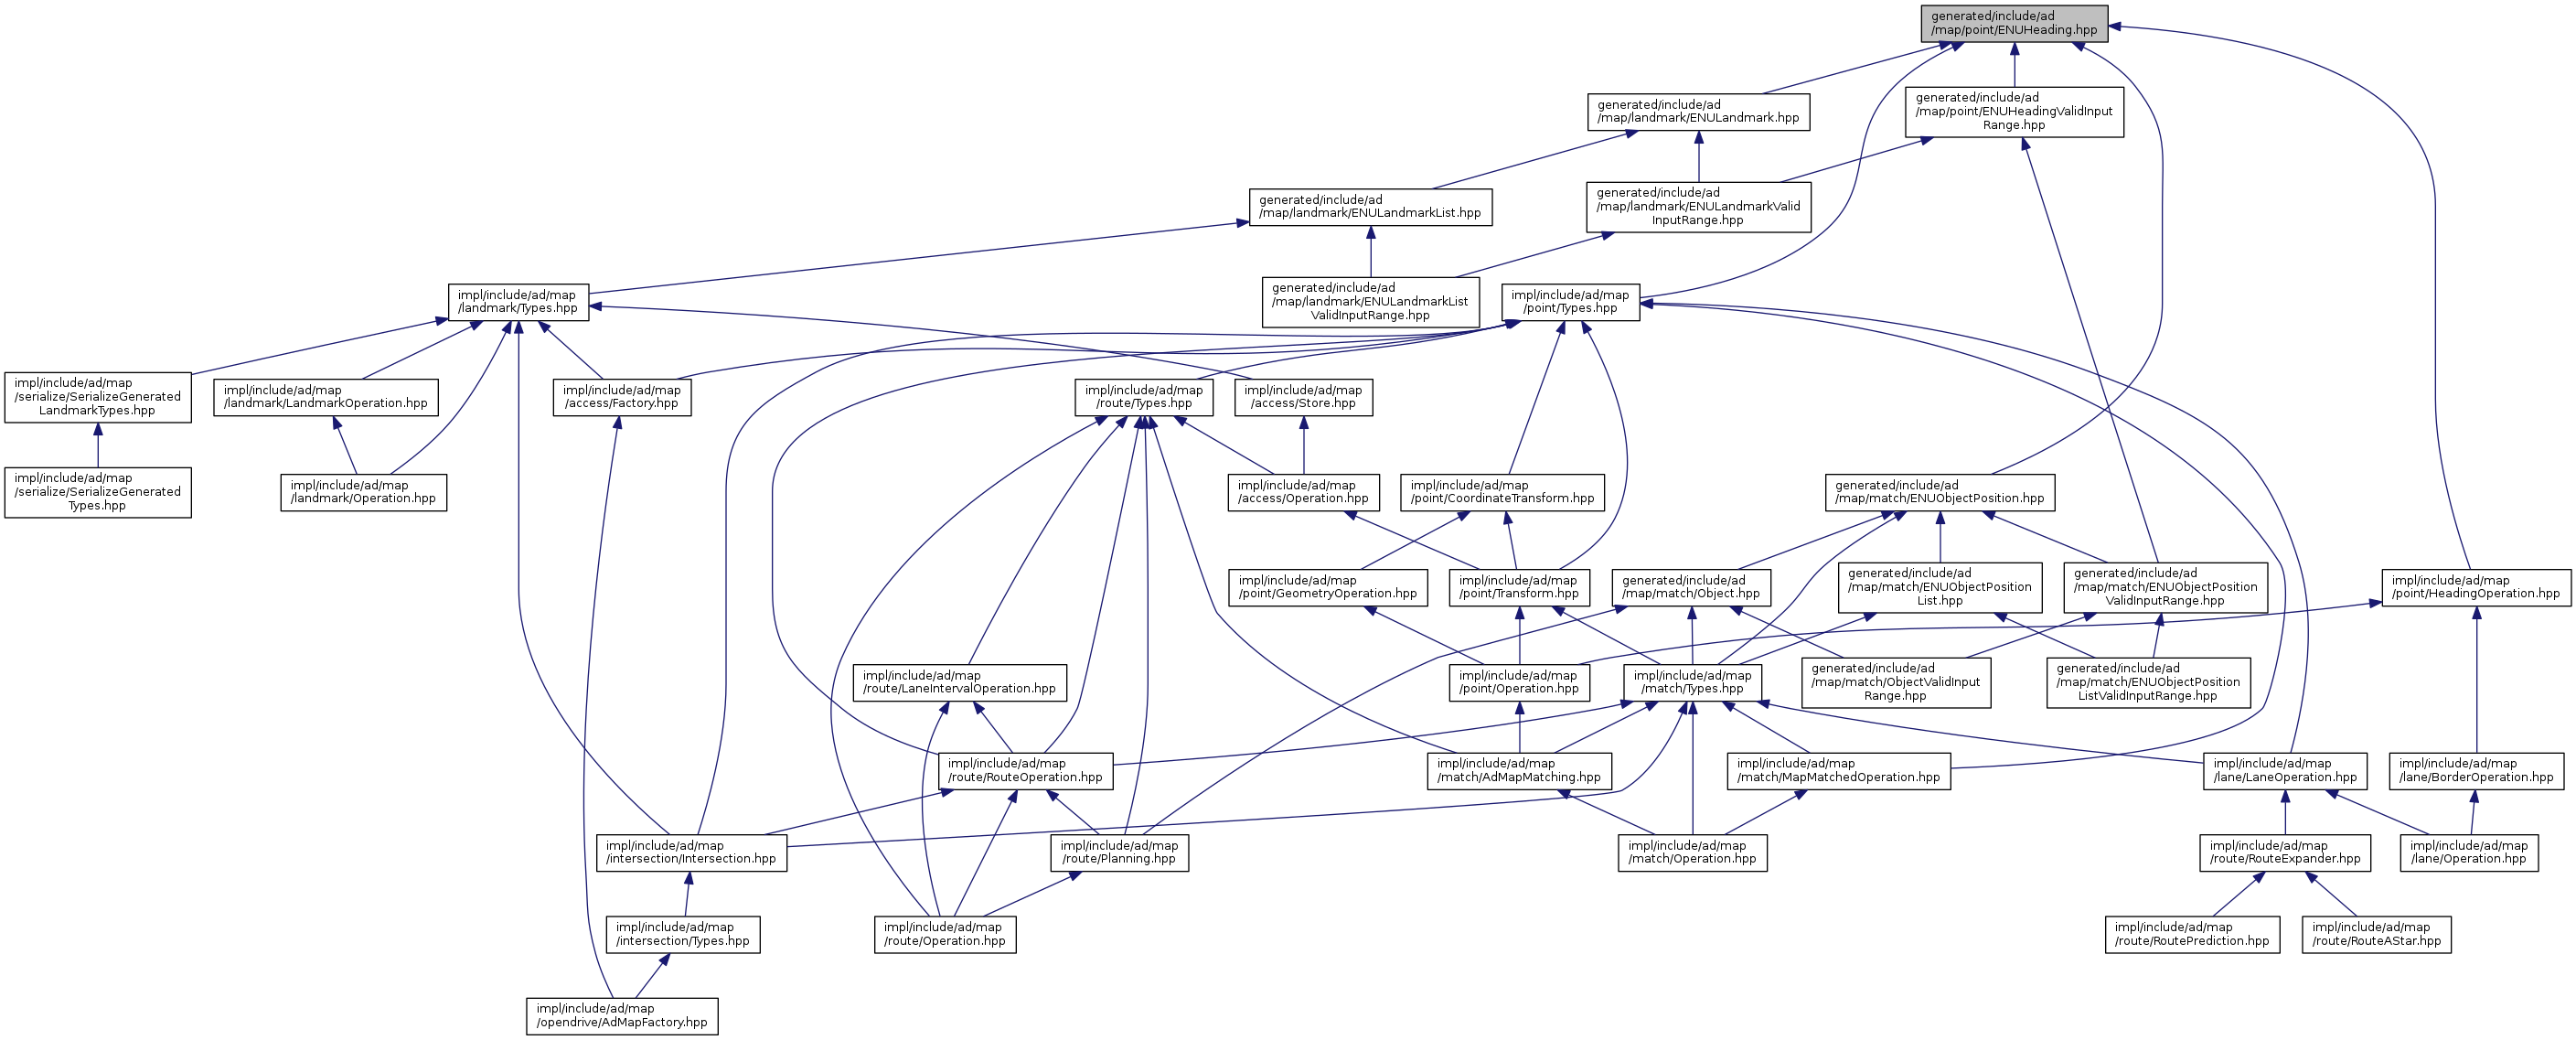 generated/include/ad
/map/point/ENUHeading.hpp
generated/include/ad
/map/landmark/ENULandmark.hpp
generated/include/ad
/map/point/ENUHeadingValidInput
Range.hpp
generated/include/ad
/map/landmark/ENULandmarkList.hpp
generated/include/ad
/map/landmark/ENULandmarkValid
InputRange.hpp
impl/include/ad/map
/landmark/Types.hpp
generated/include/ad
/map/landmark/ENULandmarkList
ValidInputRange.hpp
impl/include/ad/map
/point/Types.hpp
impl/include/ad/map
/serialize/SerializeGenerated
LandmarkTypes.hpp
impl/include/ad/map
/landmark/LandmarkOperation.hpp
impl/include/ad/map
/access/Factory.hpp
impl/include/ad/map
/route/Types.hpp
impl/include/ad/map
/access/Store.hpp
impl/include/ad/map
/serialize/SerializeGenerated
Types.hpp
impl/include/ad/map
/landmark/Operation.hpp
impl/include/ad/map
/access/Operation.hpp
impl/include/ad/map
/point/CoordinateTransform.hpp
generated/include/ad
/map/match/ENUObjectPosition.hpp
impl/include/ad/map
/point/GeometryOperation.hpp
impl/include/ad/map
/point/Transform.hpp
generated/include/ad
/map/match/Object.hpp
generated/include/ad
/map/match/ENUObjectPosition
List.hpp
generated/include/ad
/map/match/ENUObjectPosition
ValidInputRange.hpp
impl/include/ad/map
/point/HeadingOperation.hpp
impl/include/ad/map
/route/LaneIntervalOperation.hpp
impl/include/ad/map
/point/Operation.hpp
impl/include/ad/map
/match/Types.hpp
generated/include/ad
/map/match/ObjectValidInput
Range.hpp
generated/include/ad
/map/match/ENUObjectPosition
ListValidInputRange.hpp
impl/include/ad/map
/route/RouteOperation.hpp
impl/include/ad/map
/match/AdMapMatching.hpp
impl/include/ad/map
/match/MapMatchedOperation.hpp
impl/include/ad/map
/lane/LaneOperation.hpp
impl/include/ad/map
/lane/BorderOperation.hpp
impl/include/ad/map
/intersection/Intersection.hpp
impl/include/ad/map
/route/Planning.hpp
impl/include/ad/map
/match/Operation.hpp
impl/include/ad/map
/route/RouteExpander.hpp
impl/include/ad/map
/lane/Operation.hpp
impl/include/ad/map
/intersection/Types.hpp
impl/include/ad/map
/route/Operation.hpp
impl/include/ad/map
/route/RoutePrediction.hpp
impl/include/ad/map
/route/RouteAStar.hpp
impl/include/ad/map
/opendrive/AdMapFactory.hpp